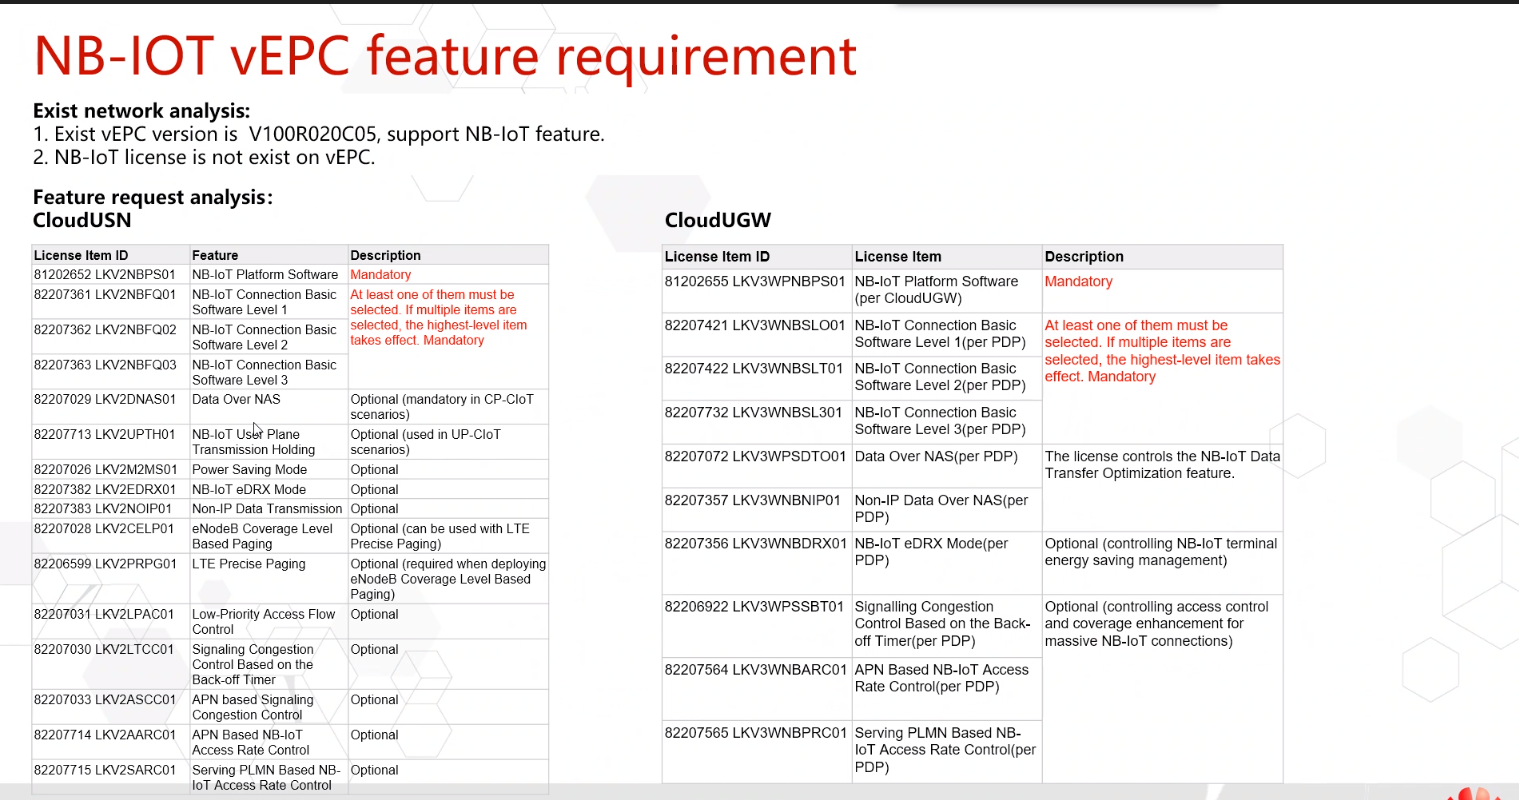 NB-IOT vEPC feature requirement
Exist network analysis:
1. Exist vEPC version is V100R020C05, support NB-IoT feature.
2. NB-IoT license is not exist on vEPC.
Feature request analysis:
CloudUSN
License Item ID Feature Description
81202652 LKV2NBPS01 NB-IoT Platform Software Mandatory
82207361 LKV2NBFQ01 NB-IoT Connection Basic At least one of them must be
Software Level 1 selected. If multiple items are
82207362 LKV2NBFQ02 NB-IoT Connection Basic selected, the highest-level item
Software Level 2 takes effect. Mandatory
82207363 LKV2NBFQ03 NB-IoT Connection Basic
Software Level 3
82207029 LKV2DNAS01 Data Over NAS Optional (mandatory in CP-CIoT
scenarios)
82207713 LKV2UPTH01 NB-IoT User Plane Optional (used in UP-CIoT
Transmission Holding scenarios)
82207026 LKV2M2MS01 Power Saving Mode Optional
82207382 LKV2EDRX01 NB-IoT eDRX Mode Optional
82207383 LKV2NOIP01 Non-IP Data Transmission Optional
82207028 LKV2CELP01 eNodeB Coverage Level Optional (can be used with LTE
Based Paging Precise Paging)
82206599 LKV2PRPG01 LTE Precise Paging Optional (required when deploying
eNodeB Coverage Level Based
Paging)
82207031 LKV2LPAC01 Low-Priority Access Flow Optional
Control
82207030 LKV2LTCC01 Signaling Congestion Optional
Control Based on the
Back-off Timer
82207033 LKV2ASCC01 APN based Signaling Optional
Congestion Control
82207714 LKV2AARC01 APN Based NB-IoT Optional
Access Rate Control
82207715 LKV2SARC01 Serving PLMN Based NB- Optional
IoT Access Rate Control
CloudUGW
License Item ID License Item Description
81202655 LKV3WPNBPS01 NB-IoT Platform Software Mandatory
(per CloudUGW)
82207421 LKV3WNBSLO01 NB-IoT Connection Basic At least one of them must be
Software Level 1(per PDP) selected. If multiple items are
82207422 LKV3WNBSLT01 NB-IoT Connection Basic selected, the highest-level item takes
Software Level 2(per PDP) effect. Mandatory
82207732 LKV3WNBSL301 NB-IoT Connection Basic
Software Level 3(per PDP)
82207072 LKV3WPSDTO01 Data Over NAS(per PDP) The license controls the NB-IoT Data
Transfer Optimization feature.
82207357 LKV3WNBNIP01 Non-IP Data Over NAS(per
PDP)
82207356 LKV3WNBDRX01 NB-IoT eDRX Mode(per Optional (controlling NB-IoT terminal
PDP) energy saving management)
82206922 LKV3WPSSBT01 Signalling Congestion Optional (controlling access control
Control Based on the Back- and coverage enhancement for
off Timer(per PDP) massive NB-IoT connections)
82207564 LKV3WNBARC01 APN Based NB-IoT Access
Rate Control(per PDP)
82207565 LKV3WNBPRC01 Serving PLMN Based NB-
IoT Access Rate Control(per
PDP)